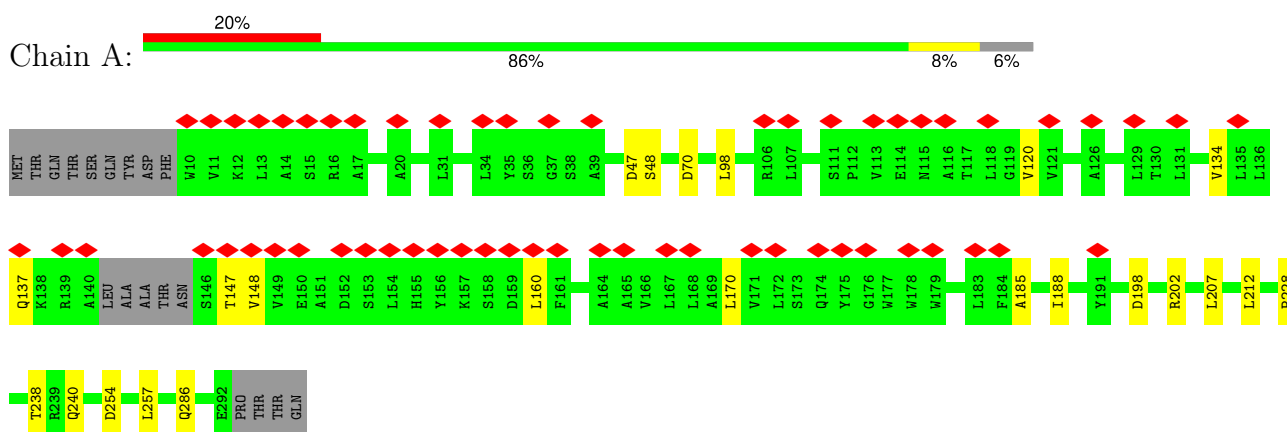 20%
Chain A:
86% 8% 6%
MET THR GLN THR THR SER GLN TYR ASP PHE W10 V11 K12 L13 A14 S15 R16 A17 A20 L31 L34 Y35 S36 G37 S38 A39 D47 S48 D70 L98 R106 L107 S111 P112 V113 E114 N115 A116 T117 L118 G119 V120 V121 A126 L129 T130 L131 V134 L135 L136
Q137 K138 R139 A140 LEU ALA ALA THR ASN S146 T147 V148 V149 E150 A151 D152 S153 L154 H155 Y156 K157 S158 D159 L160 F161 A164 A165 V166 L167 L168 A169 L170 V171 L172 S173 Q174 Y175 G176 W177 W178 W179 L183 F184 A185 I188 Y191 D198 R202 L207 L212
T238 R239 Q240 D254 L257 Q286 E292 PRO THR THR GLN